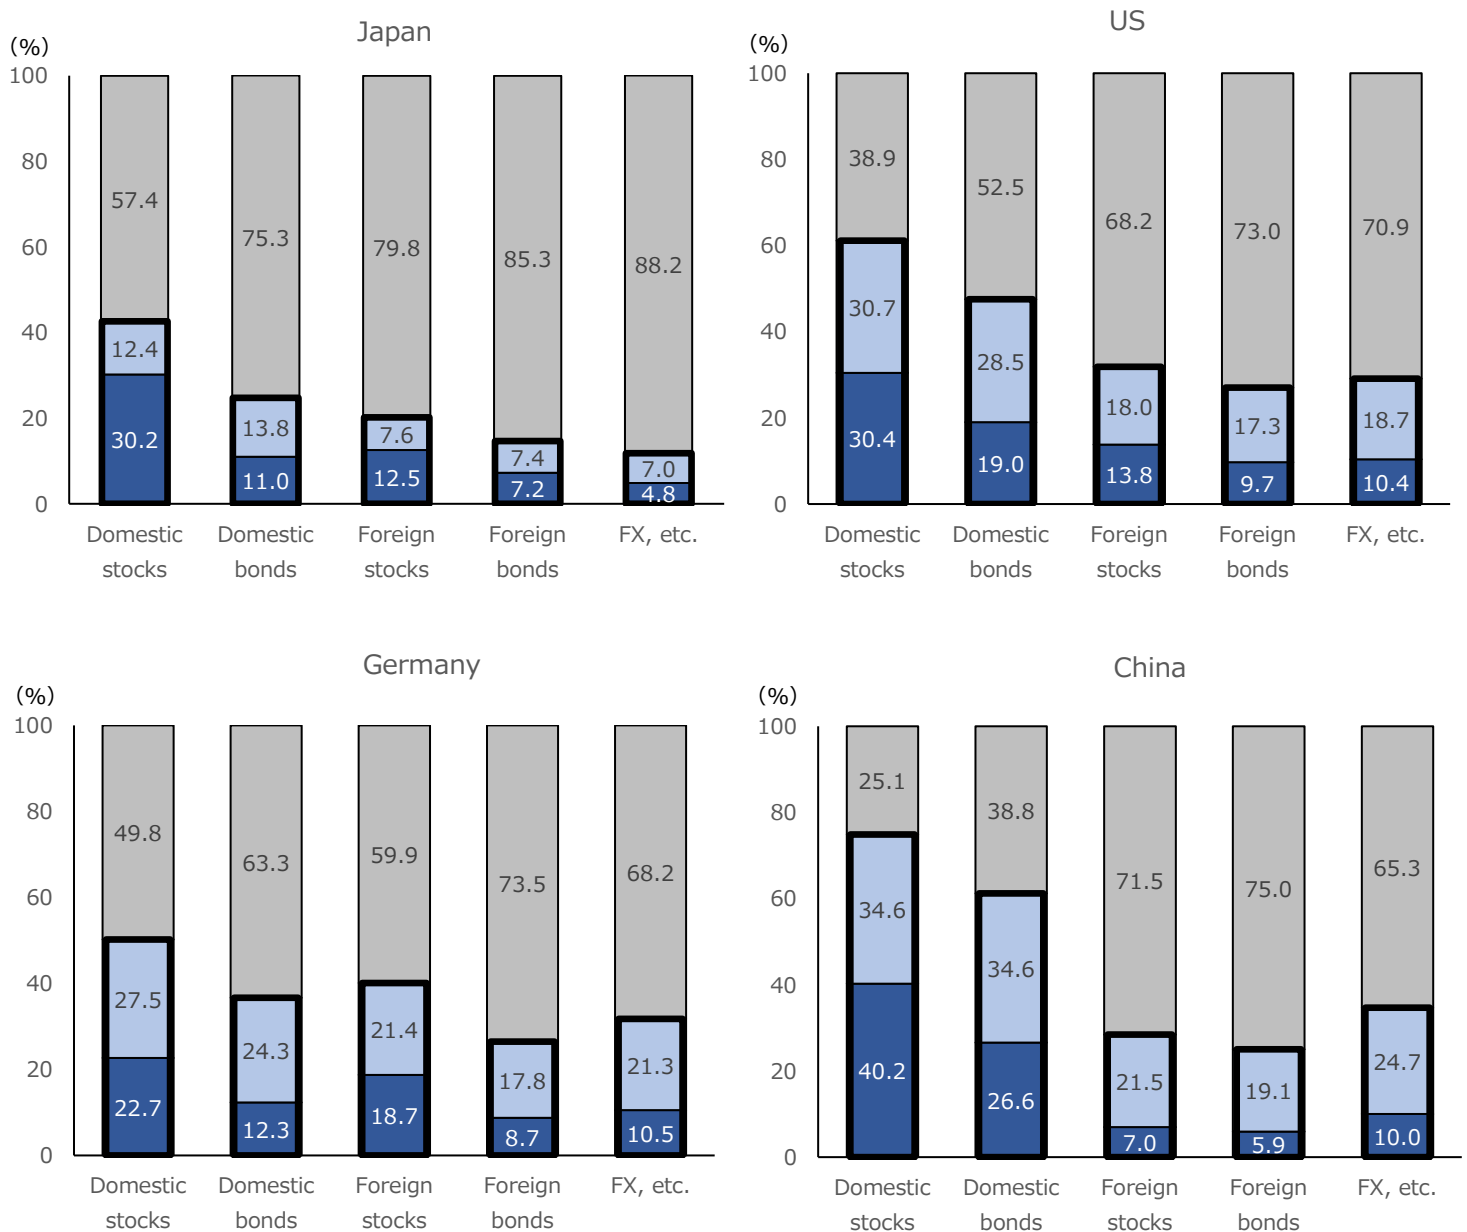 Japan
(%)
100
80
60
40
20
0
57.4
75.3
79.8
85.3
88.2
12.4
13.8
7.6
7.4
7.0
30.2
11.0
12.5
7.2
4.8
Domestic
stocks
Domestic
bonds
Foreign
stocks
Foreign
bonds
FX, etc.
US
(%)
100
80
60
40
20
0
38.9
52.5
68.2
73.0
70.9
30.7
28.5
18.0
17.3
18.7
30.4
19.0
13.8
9.7
10.4
Domestic
stocks
Domestic
bonds
Foreign
stocks
Foreign
bonds
FX, etc.
Germany
(%)
100
80
60
40
20
0
49.8
63.3
59.9
73.5
68.2
27.5
24.3
21.4
17.8
21.3
22.7
12.3
18.7
8.7
10.5
Domestic
stocks
Domestic
bonds
Foreign
stocks
Foreign
bonds
FX, etc.
China
(%)
100
80
60
40
20
0
25.1
38.8
71.5
75.0
65.3
34.6
34.6
21.5
19.1
24.7
40.2
26.6
7.0
5.9
10.0
Domestic
stocks
Domestic
bonds
Foreign
stocks
Foreign
bonds
FX, etc.